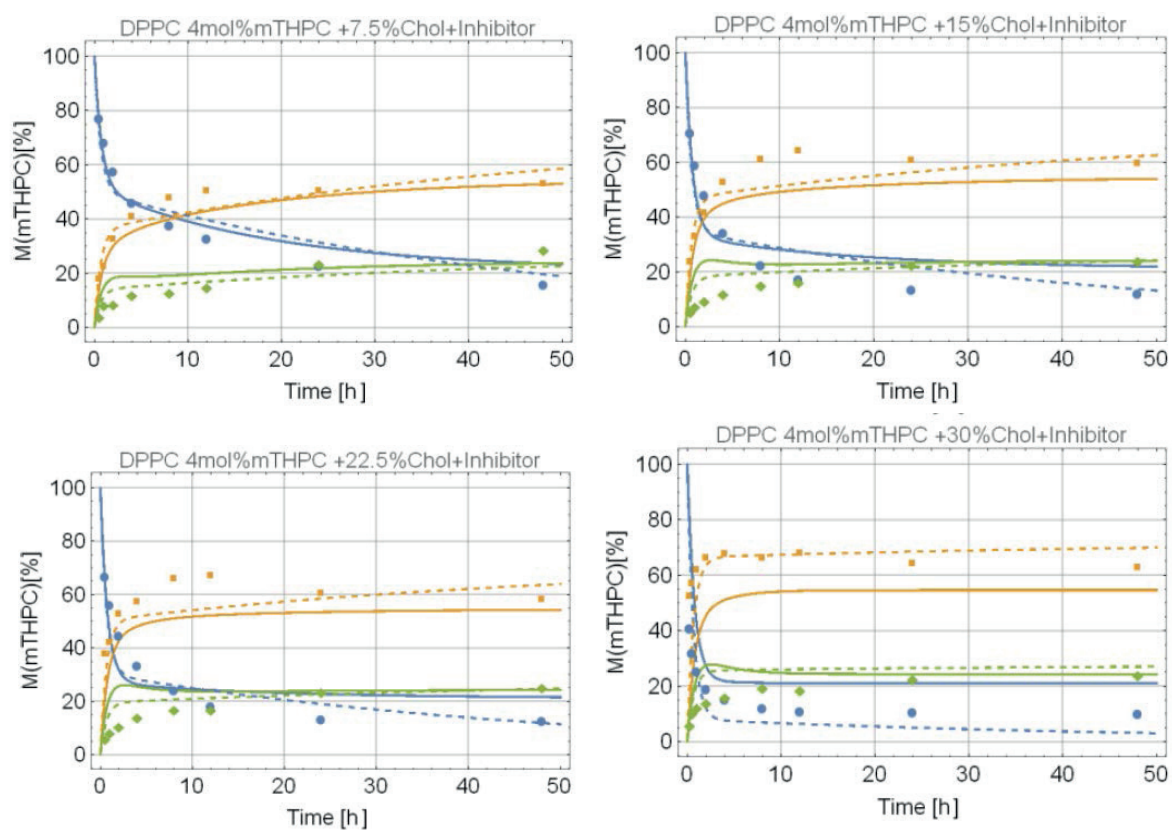 DPPC 4mol%mTHPC +7.5%Chol+Inhibitor
M(mTHPC)[%]
100
80
60
40
20
0
0 10 20 30 40 50
Time [h]
DPPC 4mol%mTHPC +15%Chol+Inhibitor
M(mTHPC)[%]
100
80
60
40
20
0
0 10 20 30 40 50
Time [h]
DPPC 4mol%mTHPC +22.5%Chol+Inhibitor
M(mTHPC)[%]
100
80
60
40
20
0
0 10 20 30 40 50
Time [h]
DPPC 4mol%mTHPC +30%Chol+Inhibitor
M(mTHPC)[%]
100
80
60
40
20
0
0 10 20 30 40 50
Time [h]